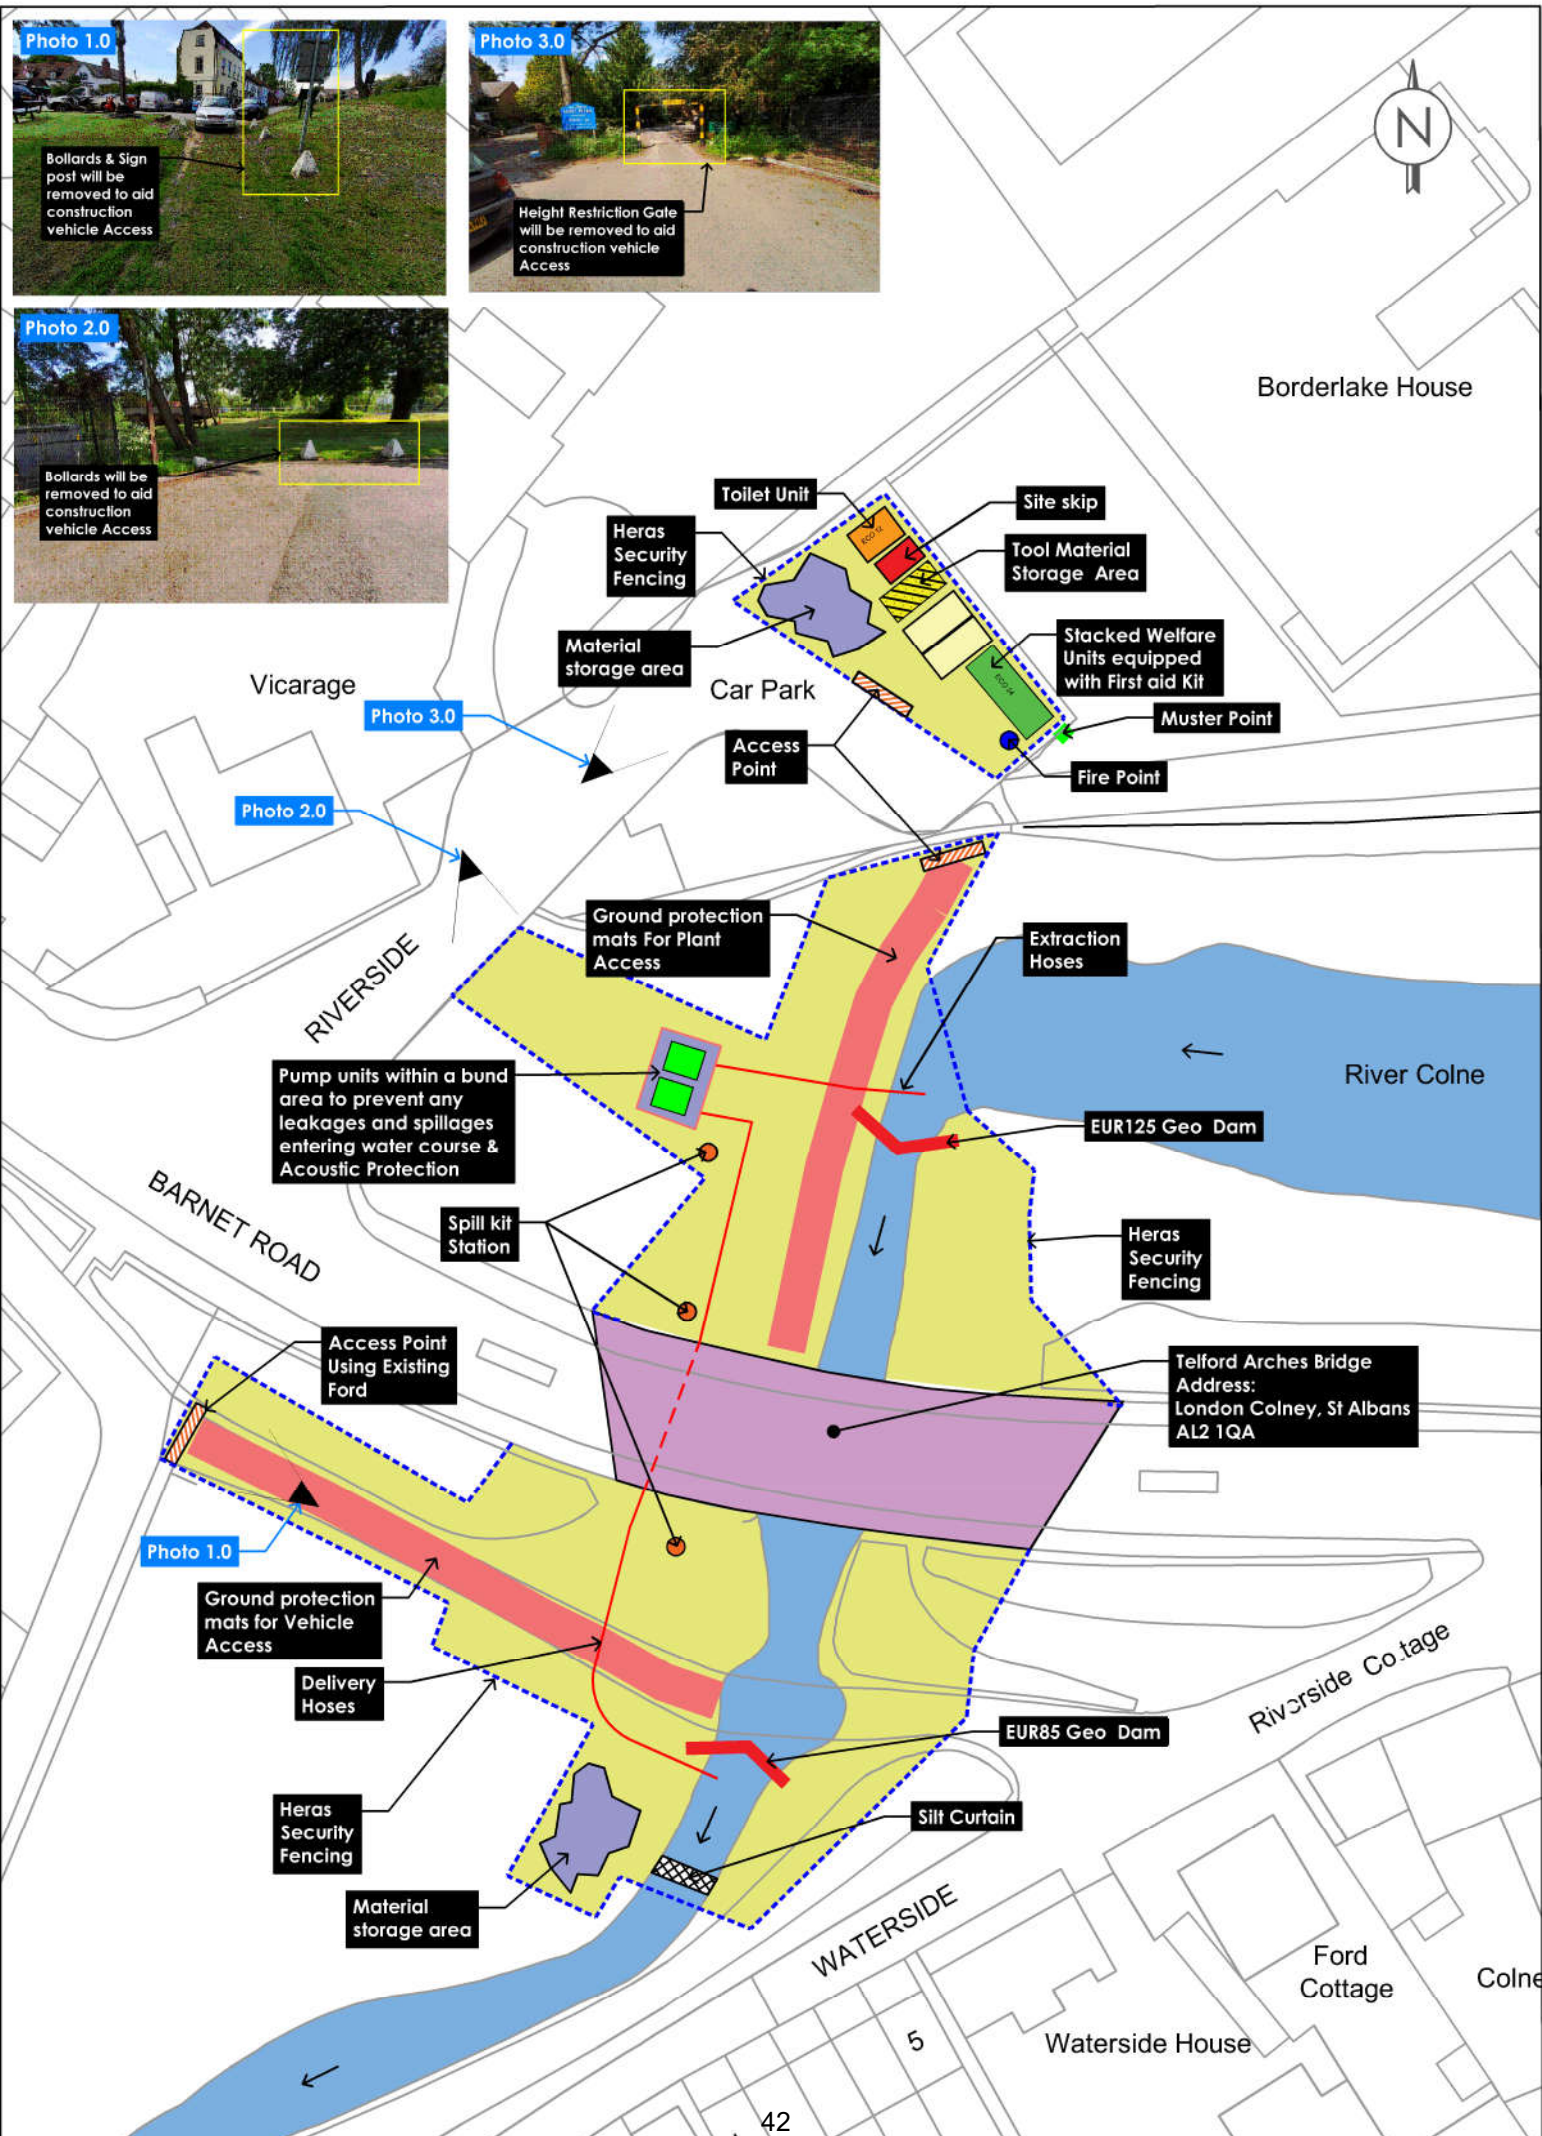 Photo 1.0
Bollards & Sign
post will be
removed to aid
construction
vehicle Access
Photo 3.0
Height Restriction Gate
will be removed to aid
construction vehicle
Access
N
Photo 2.0
Bollards will be
removed to aid
construction
vehicle Access
Borderlake House
Toilet Unit
Site skip
Heras
Security
Fencing
ECO 12
Tool Material
Storage Area
Material
storage area
Stacked Welfare
Units equipped
with First aid Kit
ECO 24
Vicarage
Car Park
Photo 3.0
Muster Point
Access
Point
Fire Point
Photo 2.0
Ground protection
mats For Plant
Access
Extraction
Hoses
RIVERSIDE
River Colne
Pump units within a bund
area to prevent any
leakages and spillages
entering water course &
Acoustic Protection
EUR125 Geo Dam
BARNET ROAD
Spill kit
Station
Heras
Security
Fencing
Access Point
Using Existing
Ford
Telford Arches Bridge
Address:
London Colney, St Albans
AL2 1QA
Photo 1.0
Ground protection
mats for Vehicle
Access
Delivery
Hoses
Riverside Cottage
EUR85 Geo Dam
Heras
Security
Fencing
Silt Curtain
Material
storage area
WATERSIDE
Ford
Cottage
Colne
5
Waterside House
42